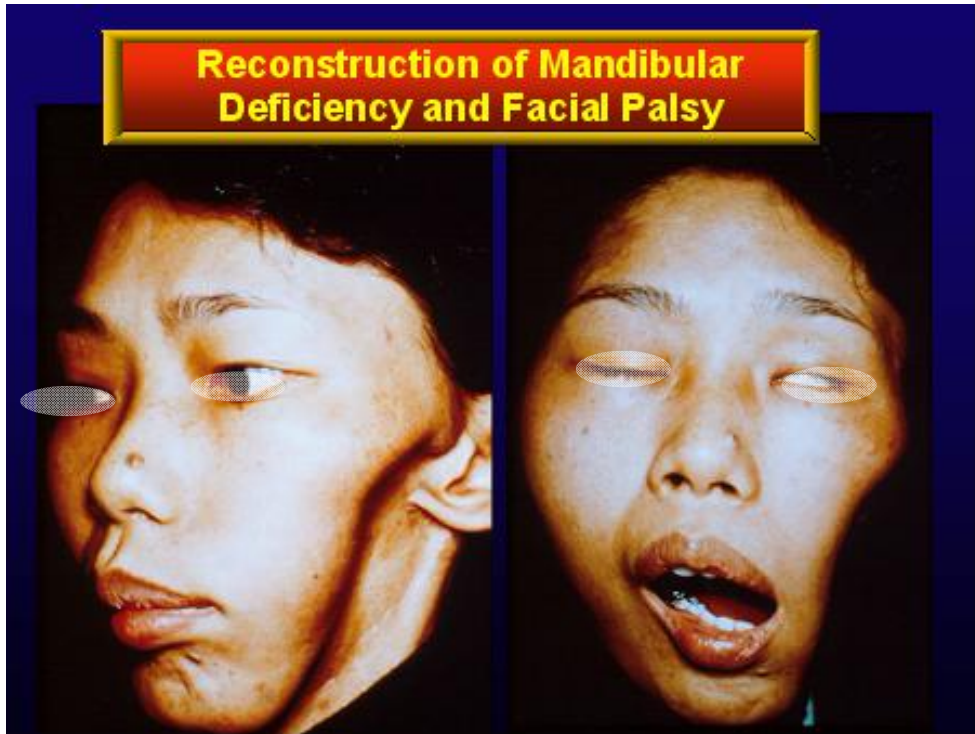 Reconstruction of Mandibular
Deficiency and Facial Palsy